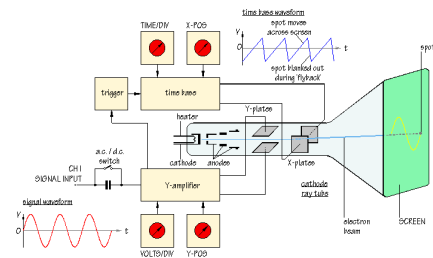 time base waveform
spot moves
across screen
V
O
t
spot blanked out
during 'flyback'
TIME/DIV
X-POS
trigger
time base
Y-plates
heater
cathode
anodes
X-plates
cathode
ray tube
spot
a.c. / d.c.
switch
CH I
SIGNAL INPUT
Y-amplifier
electron
beam
SCREEN
signal waveform
V
O
t
VOLTS/DIV
Y-POS